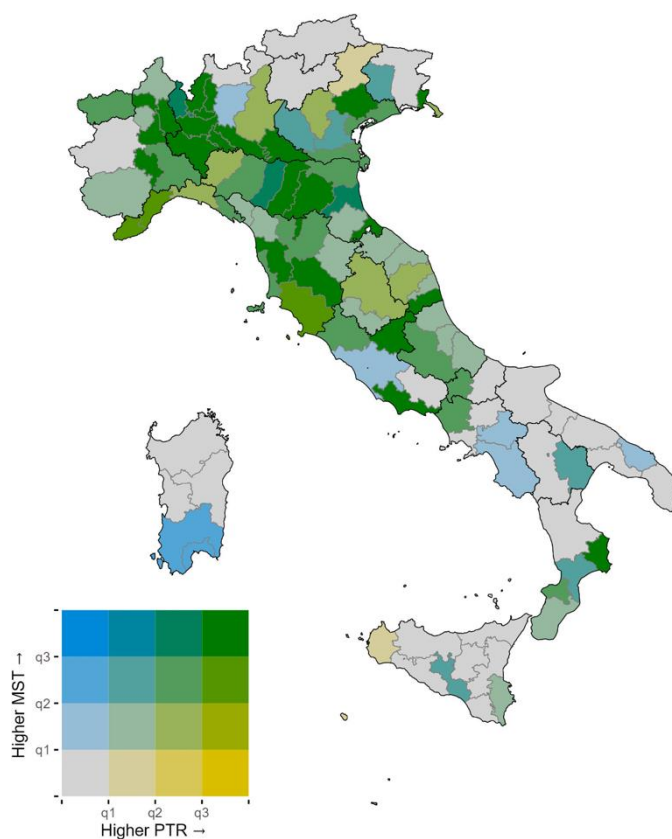 Higher MST →
q3
q2
q1
q1 q2 q3
Higher PTR →